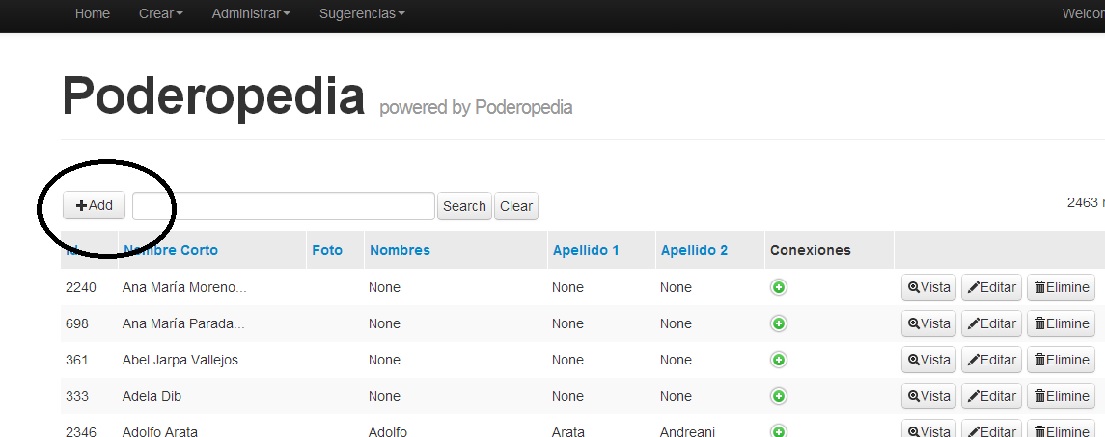 Home Crear Administrar Sugerencias Welcor
Poderopedia powered by Poderopedia
Add Search Clear 2463
Nombre Corto Foto Nombres Apellido 1 Apellido 2 Conexiones
2240 Ana María Moreno... None None None Vista Editar Elimine
698 Ana María Parada... None None None Vista Editar Elimine
361 Abel Jarpa Vallejos None None None Vista Editar Elimine
333 Adela Dib None None None Vista Editar Elimine
2346 Adolfo Arata Adolfo Arata Andreani Vista Editar Elimine